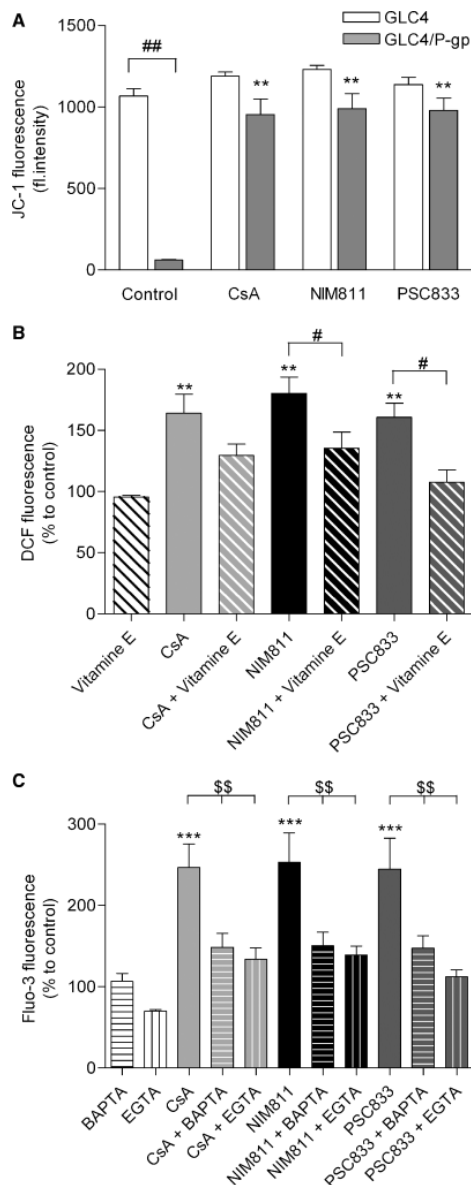 A
GLC4
GLC4/P-gp
##
**
**
**
1500
1000
500
0
JC-1 fluorescence
(fl.intensity)
Control
CsA
NIM811
PSC833
B
#
#
**
**
**
200
150
100
50
0
DCF fluorescence
(% to control)
Vitamine E
CsA
CsA + Vitamine E
NIM811
NIM811 + Vitamine E
PSC833
PSC833 + Vitamine E
C
$$
$$
$$
***
***
***
300
200
100
0
Fluo-3 fluorescence
(% to control)
BAPTA
EGTA
CsA
CsA + BAPTA
CsA + EGTA
NIM811
NIM811 + BAPTA
NIM811 + EGTA
PSC833
PSC833 + BAPTA
PSC833 + EGTA